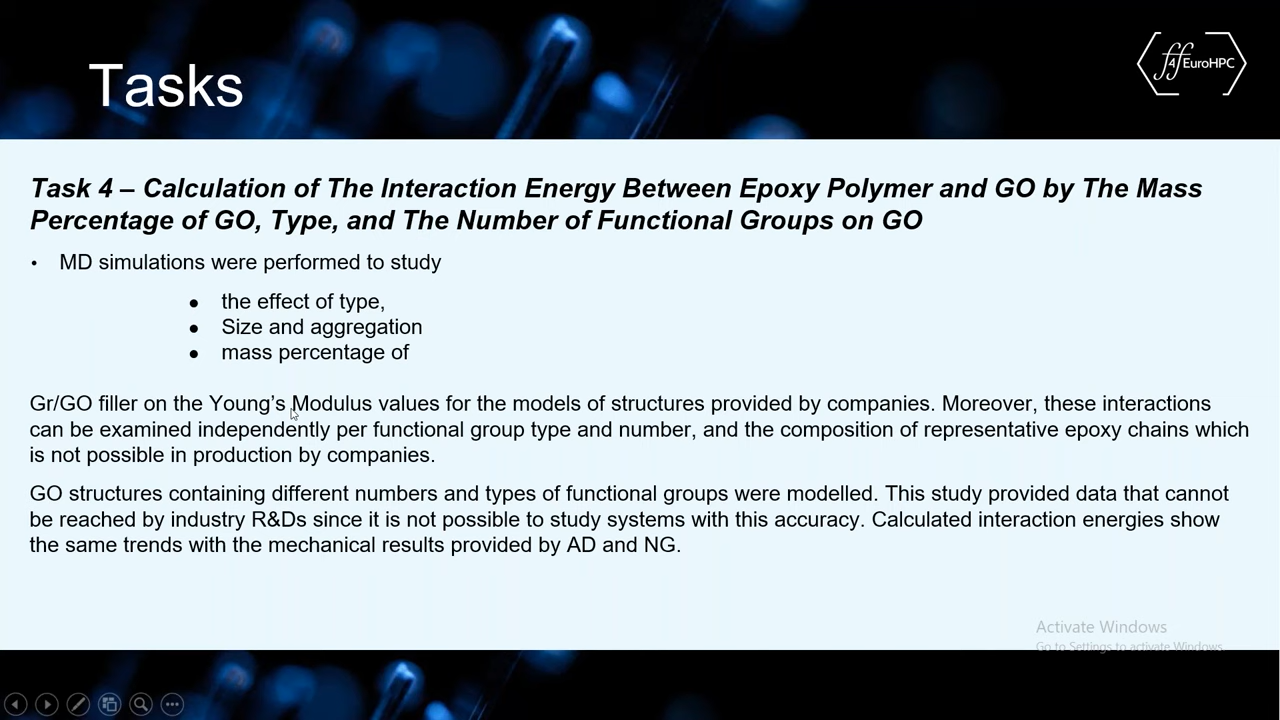 Tasks
ff4EuroHPC
Task 4 – Calculation of The Interaction Energy Between Epoxy Polymer and GO by The Mass
Percentage of GO, Type, and The Number of Functional Groups on GO
• MD simulations were performed to study
● the effect of type,
● Size and aggregation
● mass percentage of
Gr/GO filler on the Young’s Modulus values for the models of structures provided by companies. Moreover, these interactions
can be examined independently per functional group type and number, and the composition of representative epoxy chains which
is not possible in production by companies.
GO structures containing different numbers and types of functional groups were modelled. This study provided data that cannot
be reached by industry R&Ds since it is not possible to study systems with this accuracy. Calculated interaction energies show
the same trends with the mechanical results provided by AD and NG.
Activate Windows
Go to Settings to activate Windows.